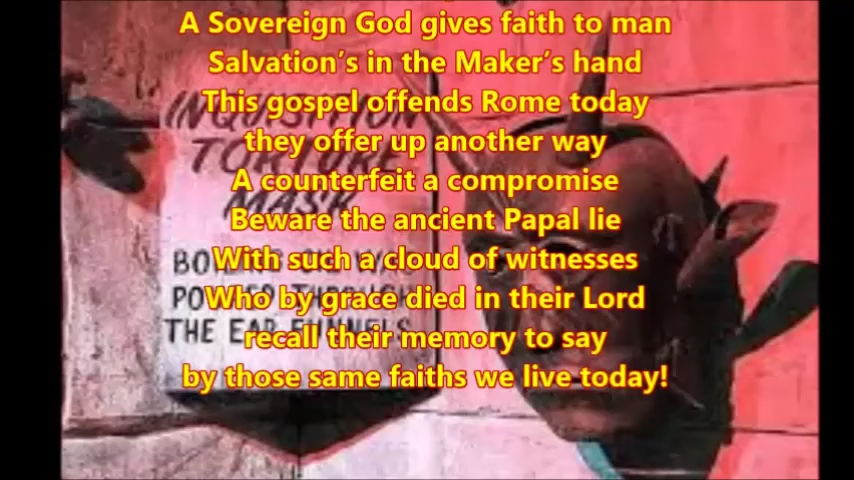 A Sovereign God gives faith to man
Salvation's in the Maker's hand
This gospel offends Rome today
they offer up another way
A counterfeit a compromise
Beware the ancient Papal lie
With such a cloud of witnesses
Who by grace died in their Lord
recall their memory to say
by those same faiths we live today!
INQUISITION
TORTURE
MASK
THE EAR FUNNELS